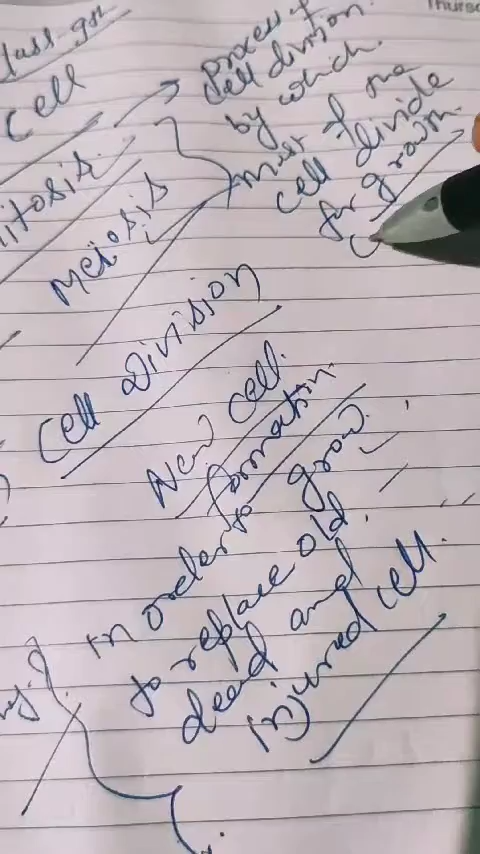 Thurs
class-9th
Cell
Mitosis.
Meiosis
Process of
cell division
by which
most of the
cell divide
for growth.
Cell Division
New cell
formation.
In order to grow.
to replace old,
dead and
Injured cell.